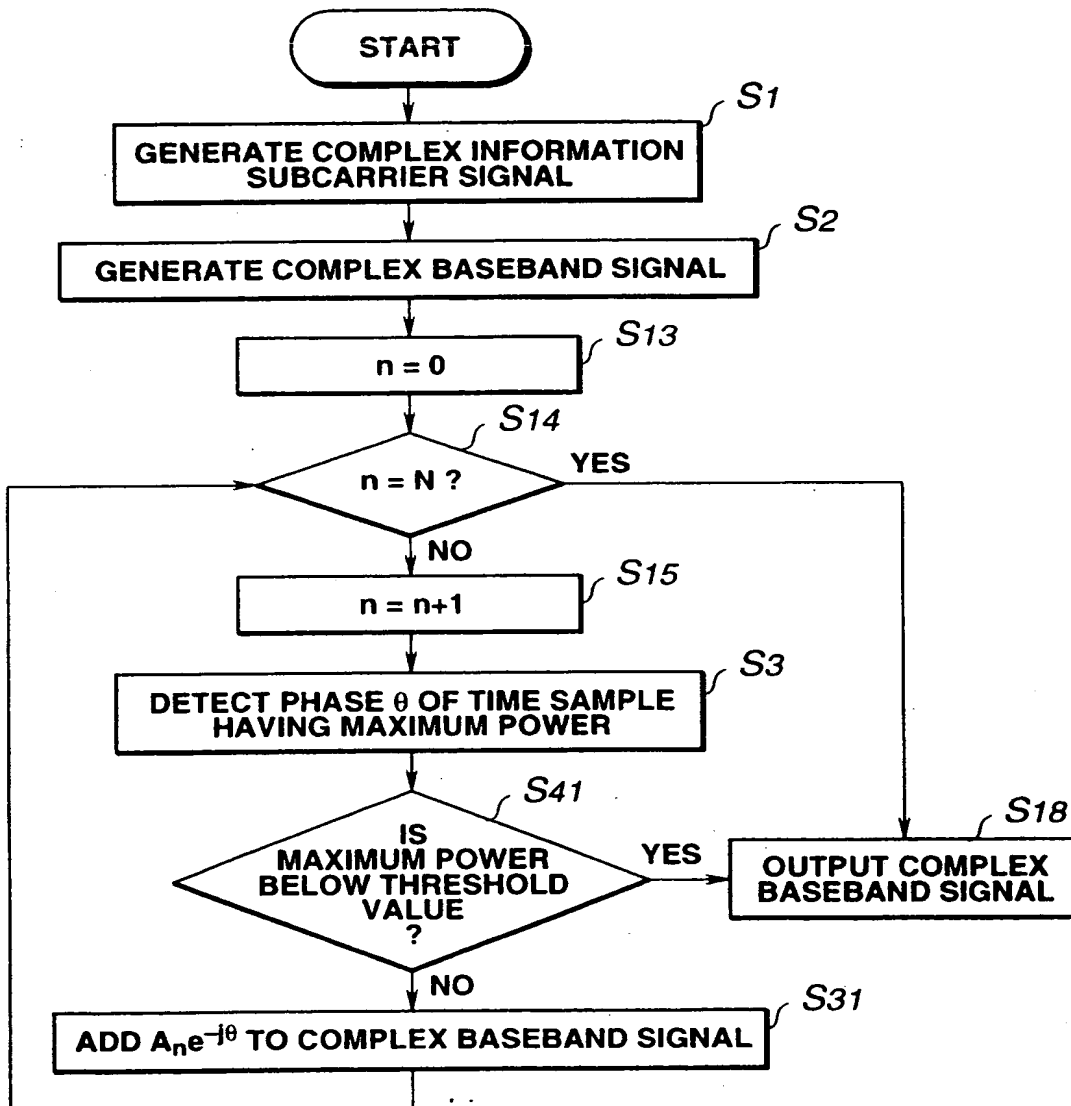 START
S1
GENERATE COMPLEX INFORMATION
SUBCARRIER SIGNAL
S2
GENERATE COMPLEX BASEBAND SIGNAL
S13
n = 0
S14
n = N ?
YES
NO
S15
n = n+1
S3
DETECT PHASE θ OF TIME SAMPLE
HAVING MAXIMUM POWER
S41
IS
MAXIMUM POWER
BELOW THRESHOLD
VALUE
?
YES
S18
OUTPUT COMPLEX
BASEBAND SIGNAL
NO
S31
ADD Aₙe⁻ʲᶿ TO COMPLEX BASEBAND SIGNAL